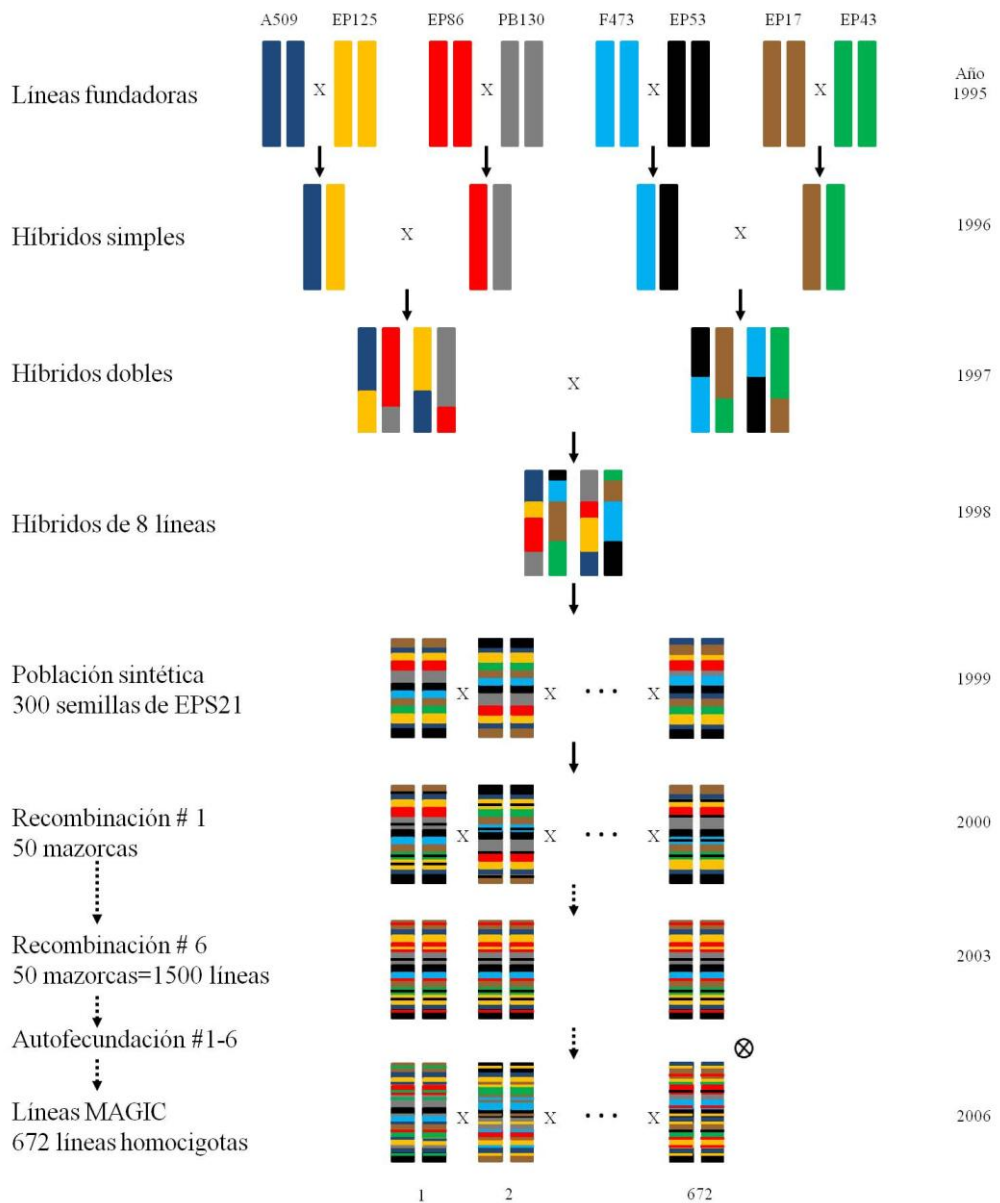 A509 EP125 EP86 PB130 F473 EP53 EP17 EP43
Líneas fundadoras
X X X X
Año
1995
Híbridos simples
X X
1996
Híbridos dobles
X
1997
Híbridos de 8 líneas
1998
Población sintética
300 semillas de EPS21
X X ... X
1999
Recombinación # 1
50 mazorcas
X X ... X
2000
Recombinación # 6
50 mazorcas=1500 líneas
2003
Autofecundación #1-6
Líneas MAGIC
672 líneas homocigotas
X X ... X
2006
1 2 672